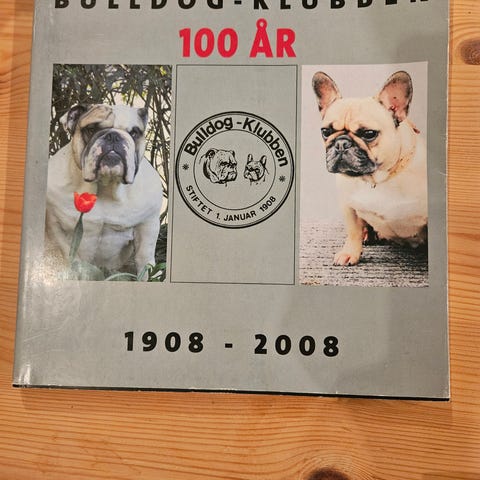 BULLDOG-KLUBBEN
100 ÅR
Bulldog-Klubben
STIFTET 1. JANUAR 1908
1908 - 2008